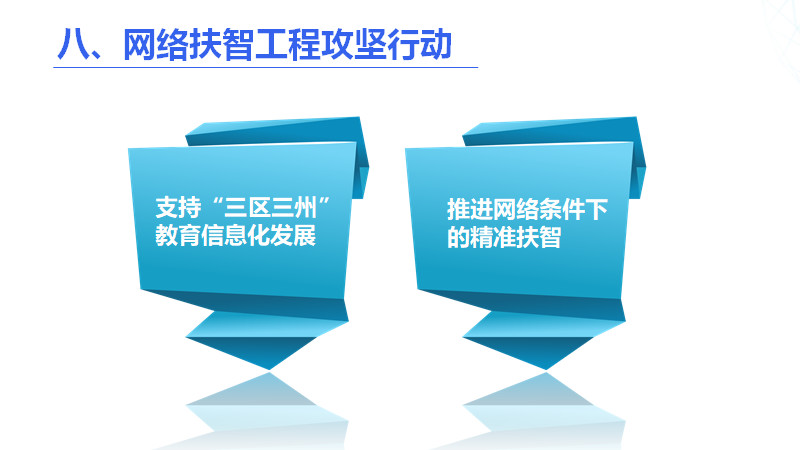 八、网络扶智工程攻坚行动
支持“三区三州”
教育信息化发展
推进网络条件下
的精准扶智